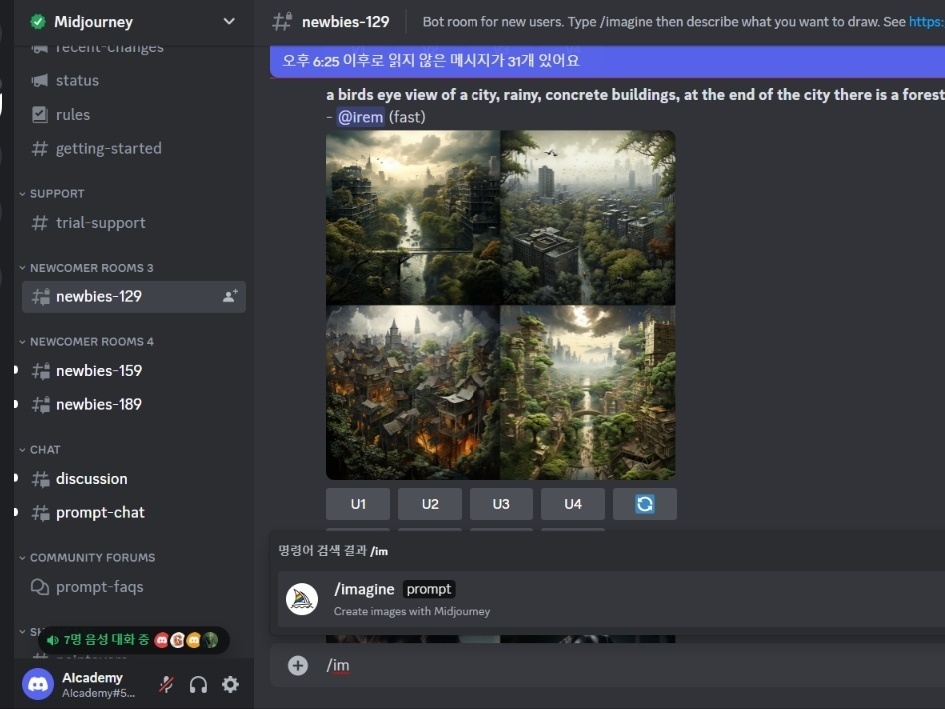 Midjourney
recent-changes
status
rules
getting-started
SUPPORT
trial-support
NEWCOMER ROOMS 3
newbies-129
NEWCOMER ROOMS 4
newbies-159
newbies-189
CHAT
discussion
prompt-chat
COMMUNITY FORUMS
prompt-faqs
7명 음성 대화 중
AIcademy
AIcademy#5...
newbies-129
Bot room for new users. Type /imagine then describe what you want to draw. See https:
오후 6:25 이후로 읽지 않은 메시지가 31개 있어요
a birds eye view of a city, rainy, concrete buildings, at the end of the city there is a forest
- @irem (fast)
U1 U2 U3 U4
명령어 검색 결과 /im
/imagine prompt
Create images with Midjourney
/im